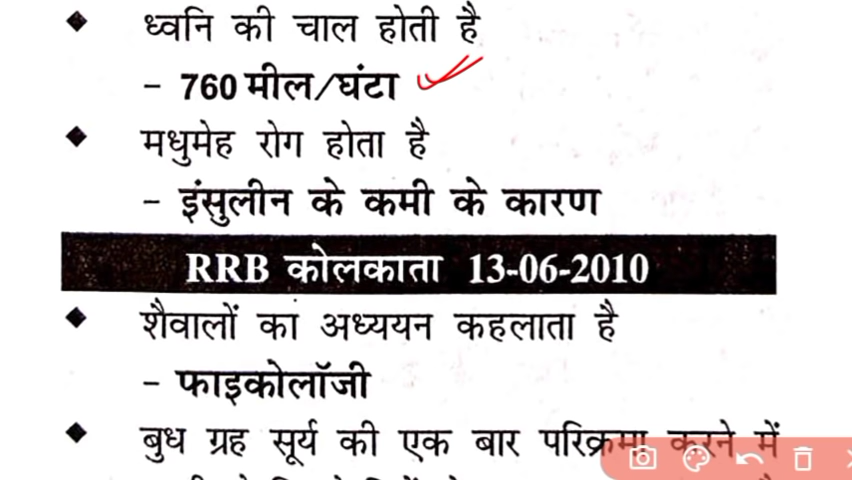 ध्वनि की चाल होती है
- 760 मील/घंटा
मधुमेह रोग होता है
- इंसुलीन के कमी के कारण
RRB कोलकाता 13-06-2010
शैवालों का अध्ययन कहलाता है
- फाइकोलॉजी
बुध ग्रह सूर्य की एक बार परिक्रमा करने में